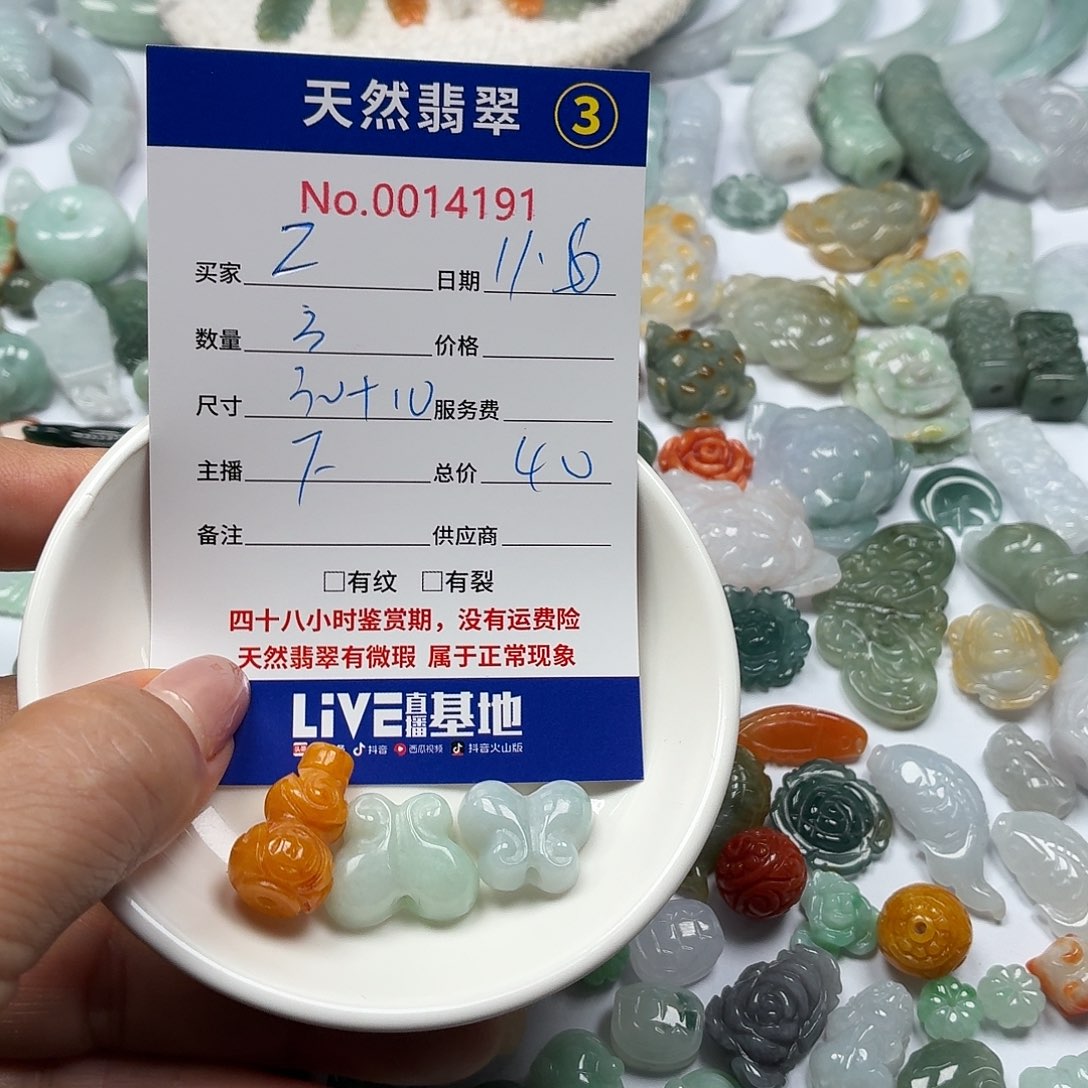 天然翡翠 3
No.0014191
买家 Z 日期 11.8
数量 3 价格
尺寸 30+10 服务费
主播 总价 40
备注 供应商
□有纹 □有裂
四十八小时鉴赏期，没有运费险
天然翡翠有微瑕 属于正常现象
LiVE直播基地
抖音 西瓜视频 抖音火山版